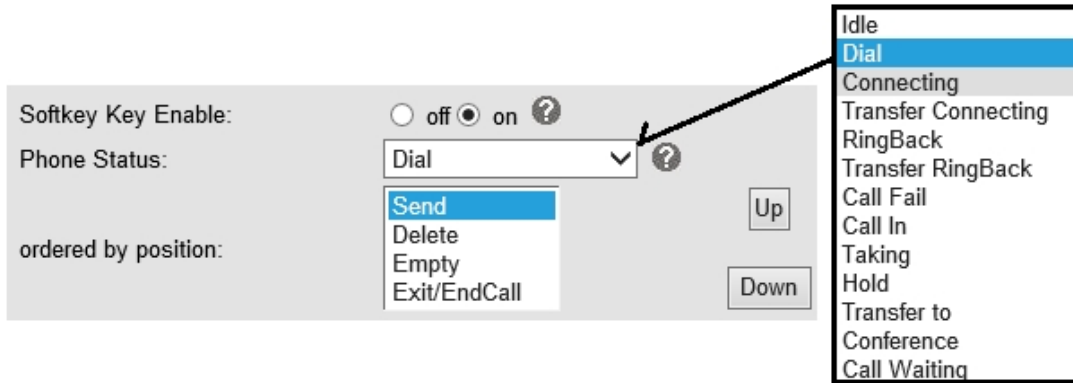 Softkey Key Enable: off on ?
Phone Status: Dial ?
ordered by position:
Send
Delete
Empty
Exit/EndCall
Up
Down
Idle
Dial
Connecting
Transfer Connecting
RingBack
Transfer RingBack
Call Fail
Call In
Taking
Hold
Transfer to
Conference
Call Waiting